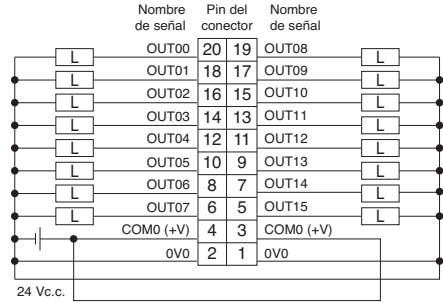 Nombre de señal
Pin del conector
Nombre de señal
L OUT00 20 19 OUT08 L
L OUT01 18 17 OUT09 L
L OUT02 16 15 OUT10 L
L OUT03 14 13 OUT11 L
L OUT04 12 11 OUT12 L
L OUT05 10 9 OUT13 L
L OUT06 8 7 OUT14 L
L OUT07 6 5 OUT15 L
COM0 (+V) 4 3 COM0 (+V)
0V0 2 1 0V0
24 Vc.c.